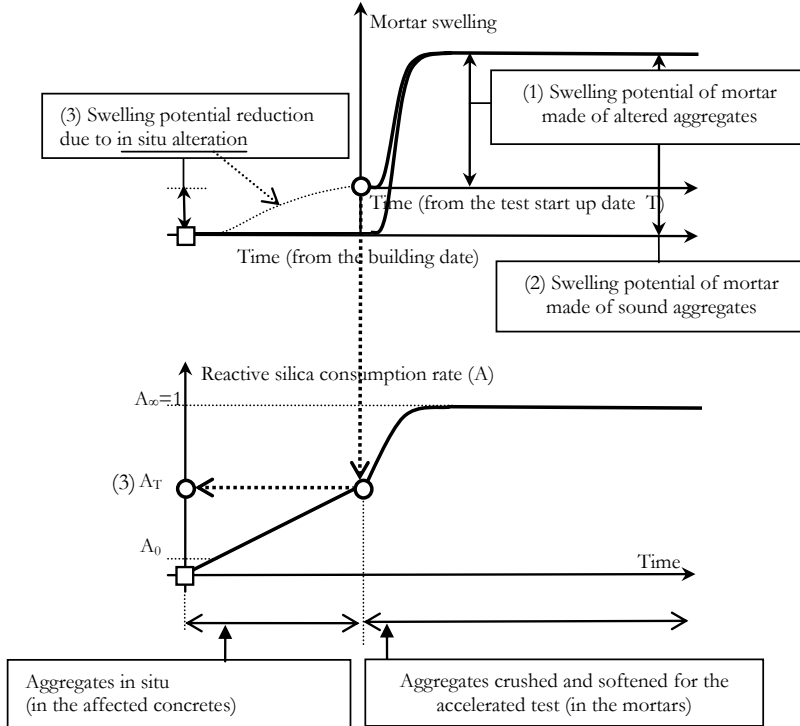 Mortar swelling
(3) Swelling potential reduction
due to in situ alteration
(1) Swelling potential of mortar
made of altered aggregates
Time (from the test start up date T)
Time (from the building date)
(2) Swelling potential of mortar
made of sound aggregates
Reactive silica consumption rate (A)
A∞=1
(3) A_T
A₀
Time
Aggregates in situ
(in the affected concretes)
Aggregates crushed and softened for the
accelerated test (in the mortars)